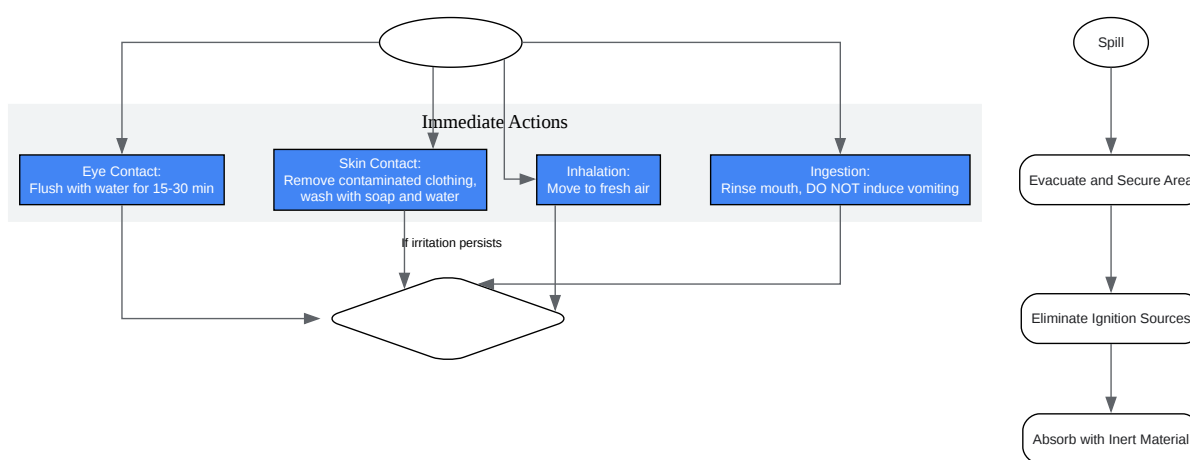 Spill
Immediate Actions
Eye Contact:
Flush with water for 15-30 min
Skin Contact:
Remove contaminated clothing,
wash with soap and water
Inhalation:
Move to fresh air
Ingestion:
Rinse mouth, DO NOT induce vomiting
Evacuate and Secure Area
If irritation persists
Eliminate Ignition Sources
Absorb with Inert Material